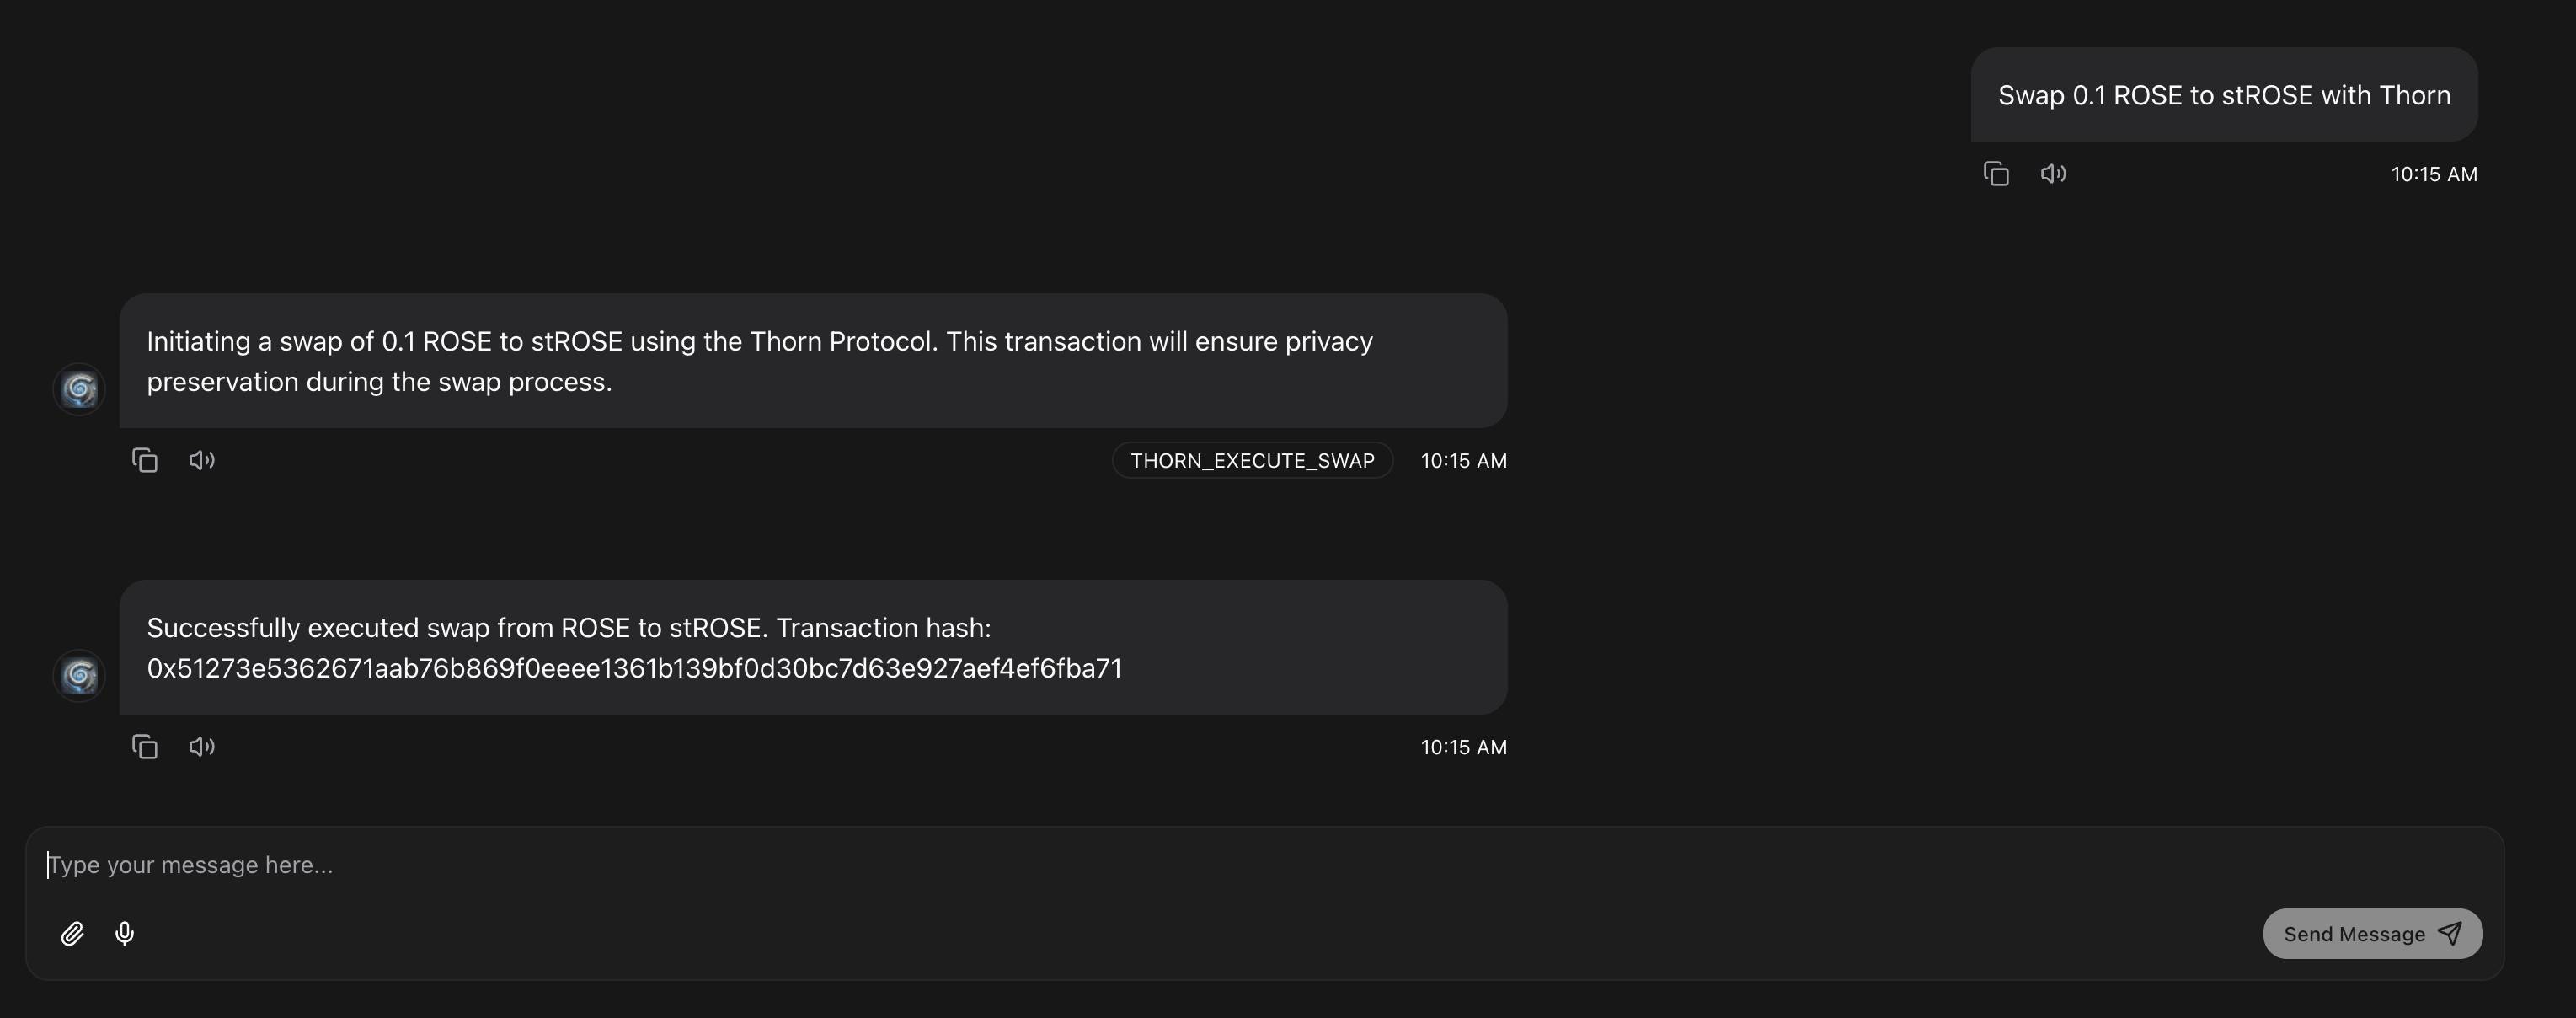 Swap 0.1 ROSE to stROSE with Thorn
10:15 AM
Initiating a swap of 0.1 ROSE to stROSE using the Thorn Protocol. This transaction will ensure privacy
preservation during the swap process.
THORN_EXECUTE_SWAP
10:15 AM
Successfully executed swap from ROSE to stROSE. Transaction hash:
0x51273e5362671aab76b869f0eeee1361b139bf0d30bc7d63e927aef4ef6fba71
10:15 AM
Type your message here...
Send Message